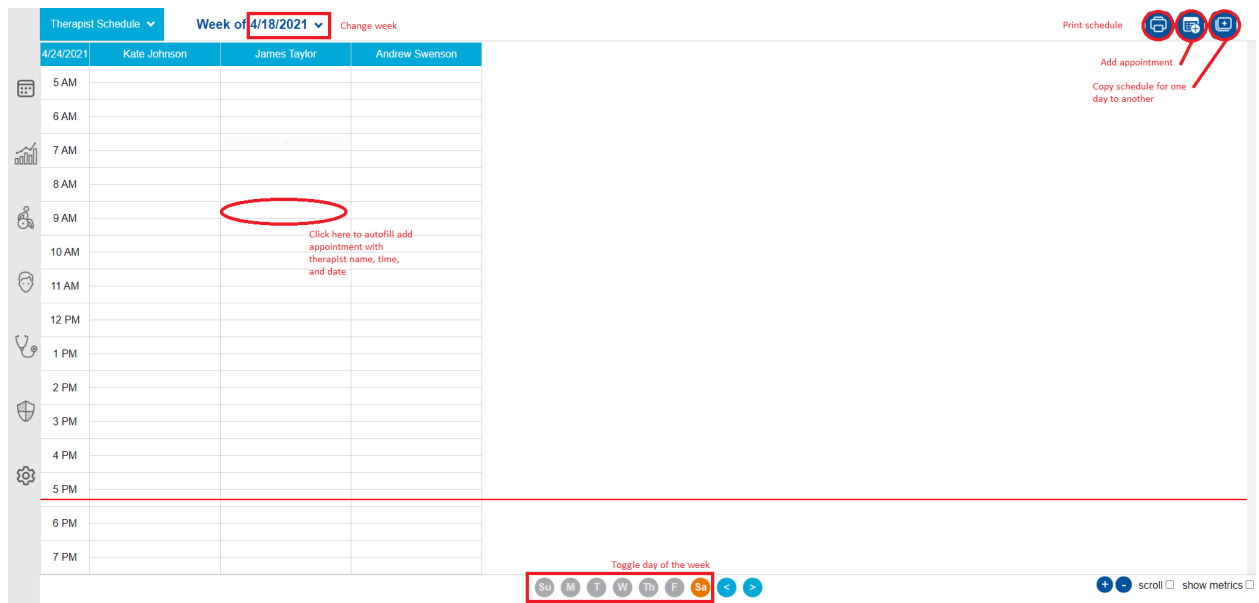 Therapist Schedule
Week of 4/18/2021
Change week
Print schedule
Add appointment
Copy schedule for one
day to another
4/24/2021 Kate Johnson James Taylor Andrew Swenson
5 AM
6 AM
7 AM
8 AM
9 AM
Click here to autofill add
appointment with
therapist name, time,
and date
10 AM
11 AM
12 PM
1 PM
2 PM
3 PM
4 PM
5 PM
6 PM
7 PM
Toggle day of the week
Su M T W Th F Sa < >
+ - scroll show metrics